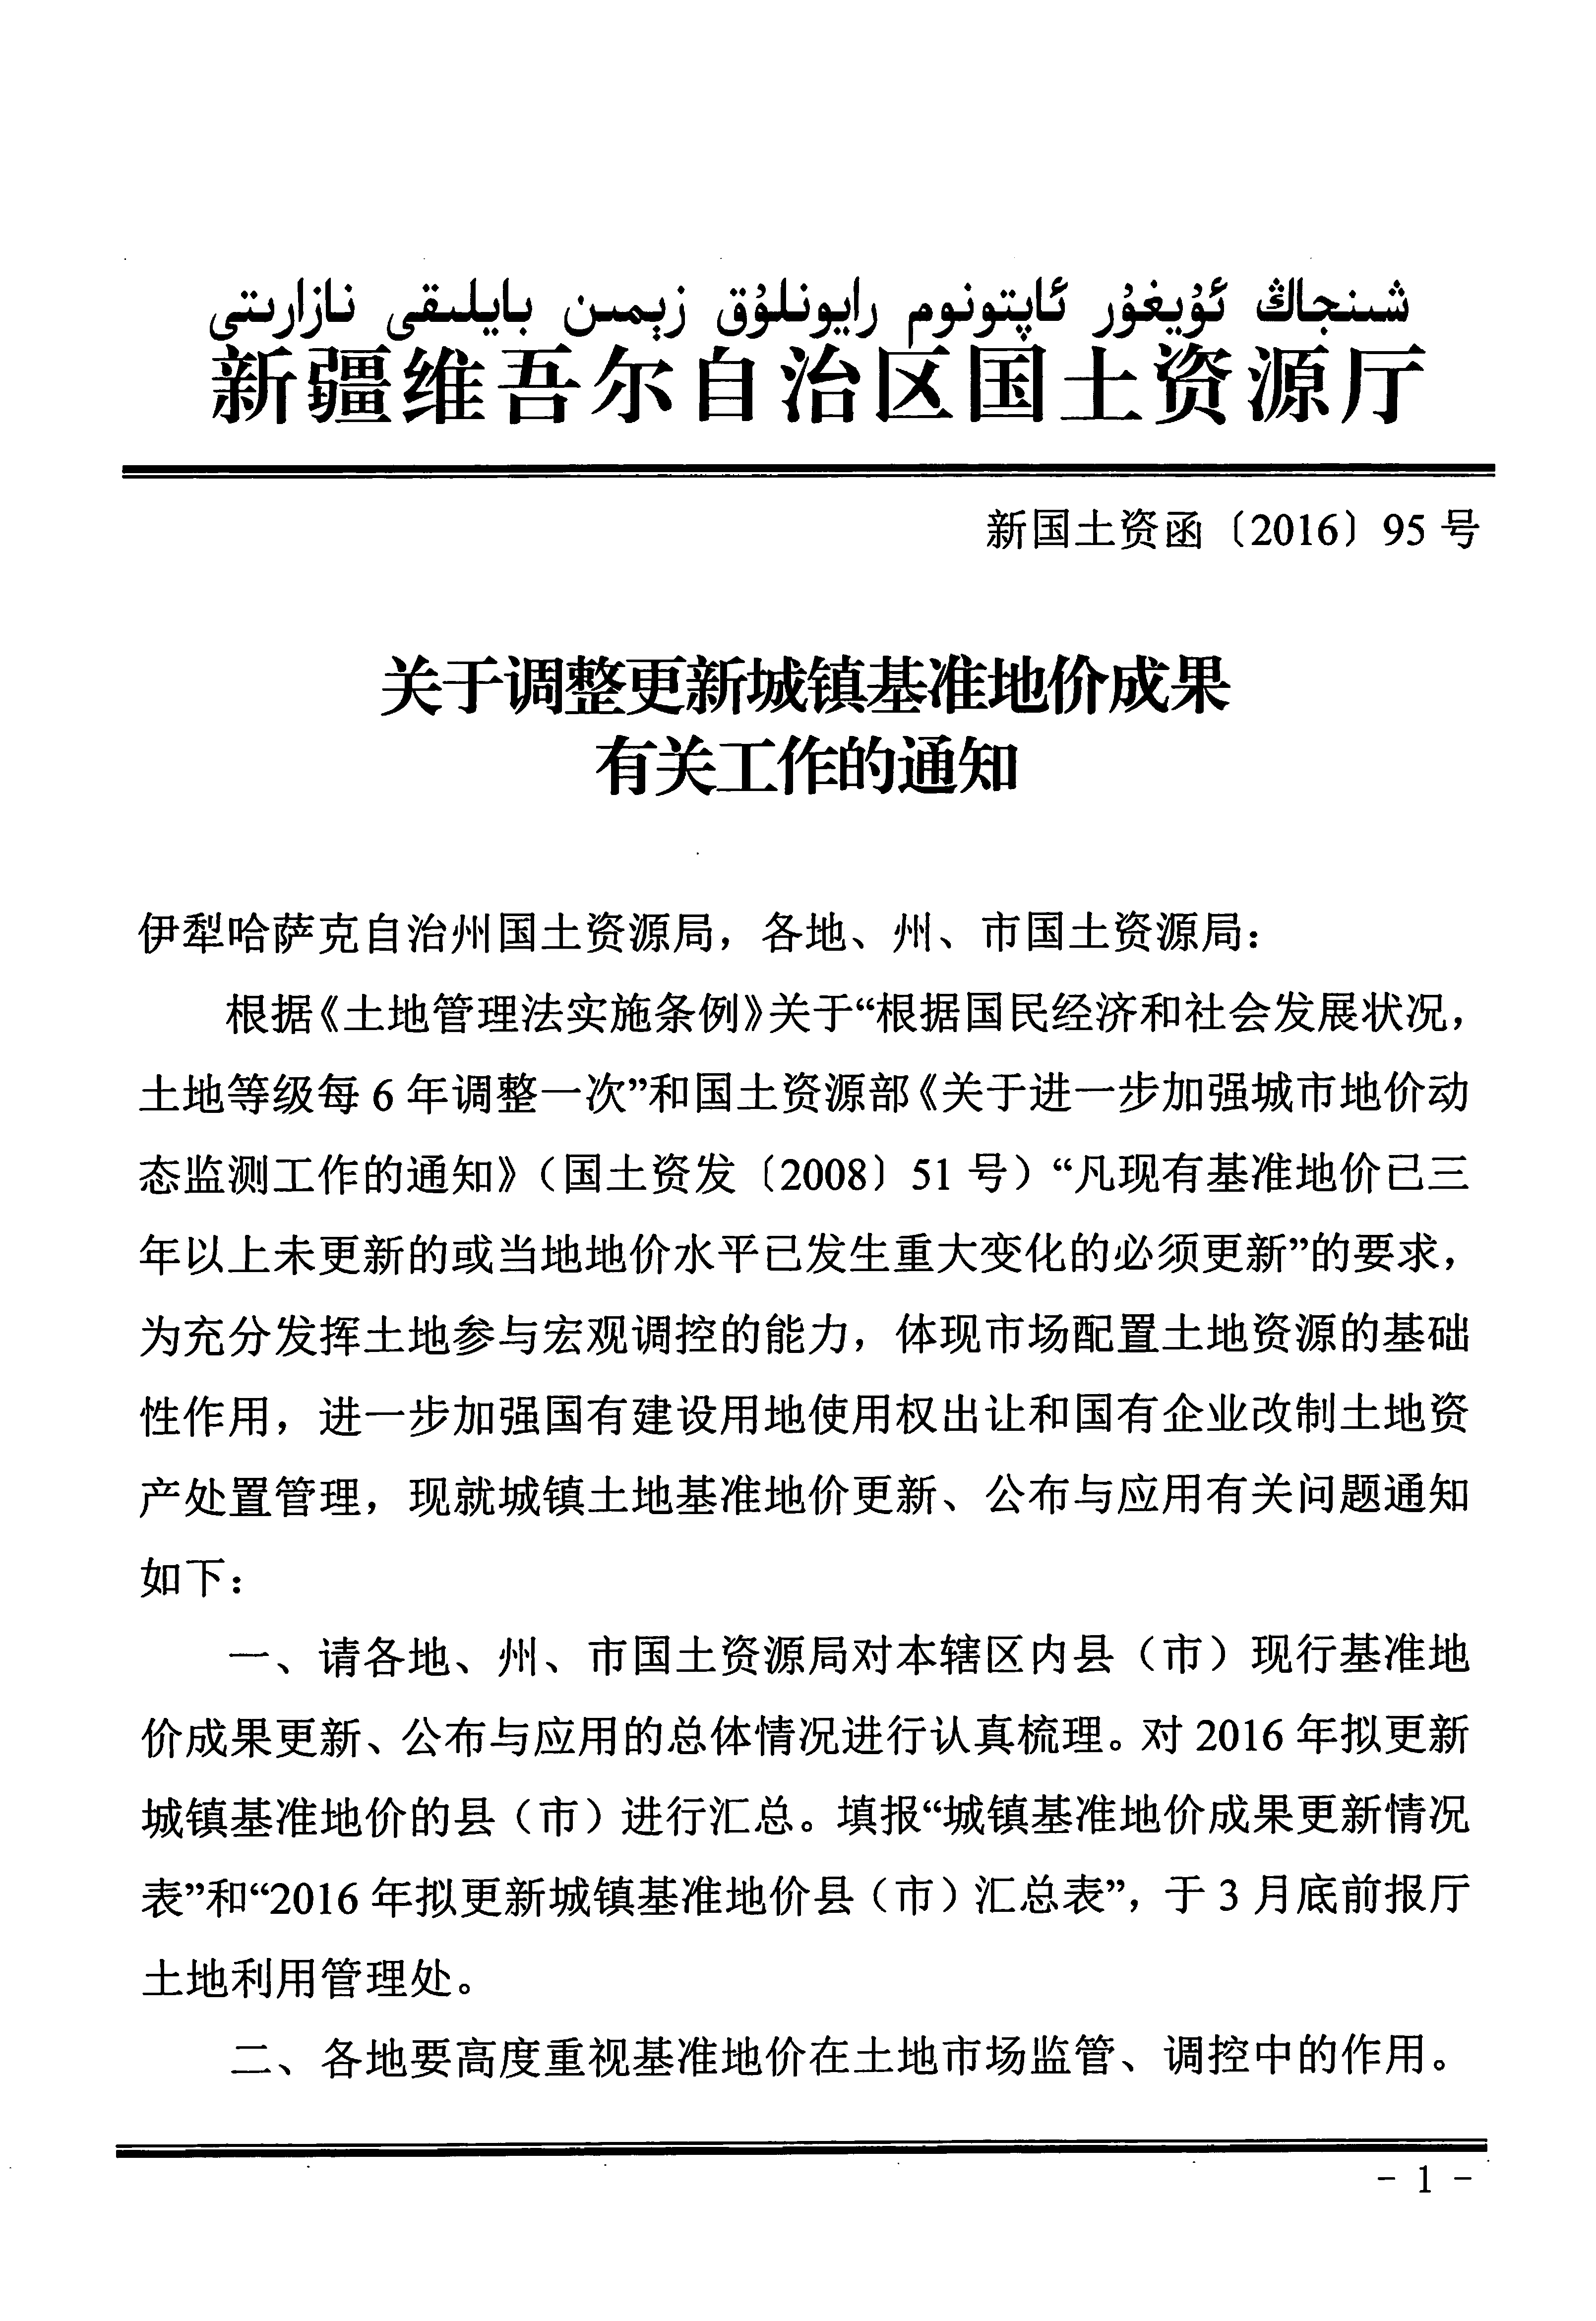 شىنجاڭ ئۇيغۇر ئاپتونوم رايونلۇق زېمىن بايلىقى نازارىتى
新疆维吾尔自治区国土资源厅
新国土资函〔2016〕95 号
关于调整更新城镇基准地价成果
有关工作的通知
伊犁哈萨克自治州国土资源局，各地、州、市国土资源局：
根据《土地管理法实施条例》关于“根据国民经济和社会发展状况，
土地等级每 6 年调整一次”和国土资源部《关于进一步加强城市地价动
态监测工作的通知》（国土资发〔2008〕51 号）“凡现有基准地价已三
年以上未更新的或当地地价水平已发生重大变化的必须更新”的要求，
为充分发挥土地参与宏观调控的能力，体现市场配置土地资源的基础
性作用，进一步加强国有建设用地使用权出让和国有企业改制土地资
产处置管理，现就城镇土地基准地价更新、公布与应用有关问题通知
如下：
一、请各地、州、市国土资源局对本辖区内县（市）现行基准地
价成果更新、公布与应用的总体情况进行认真梳理。对 2016 年拟更新
城镇基准地价的县（市）进行汇总。填报“城镇基准地价成果更新情况
表”和“2016 年拟更新城镇基准地价县（市）汇总表”，于 3 月底前报厅
土地利用管理处。
二、各地要高度重视基准地价在土地市场监管、调控中的作用。
- 1 -